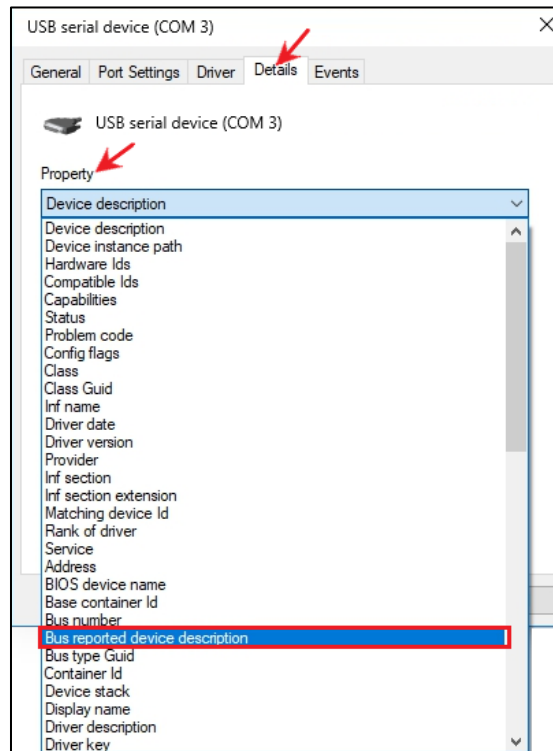 USB serial device (COM 3)
General Port Settings Driver Details Events
USB serial device (COM 3)
Property
Device description
Device description
Device instance path
Hardware Ids
Compatible Ids
Capabilities
Status
Problem code
Config flags
Class
Class Guid
Inf name
Driver date
Driver version
Provider
Inf section
Inf section extension
Matching device Id
Rank of driver
Service
Address
BIOS device name
Base container Id
Bus number
Bus reported device description
Bus type Guid
Container Id
Device stack
Display name
Driver description
Driver key